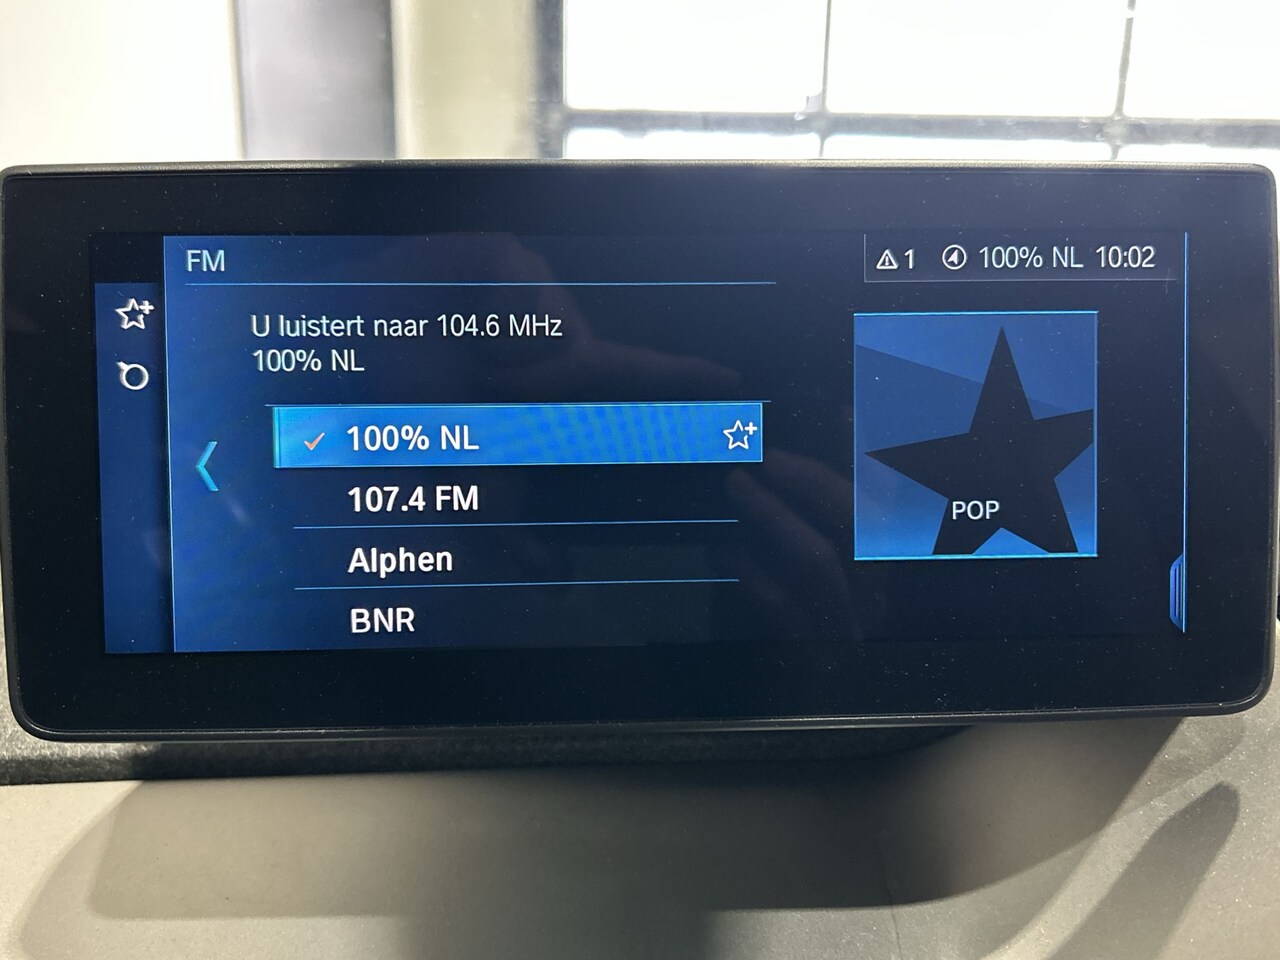 FM
1 100% NL 10:02
U luistert naar 104.6 MHz
100% NL
100% NL
107.4 FM
Alphen
BNR
POP